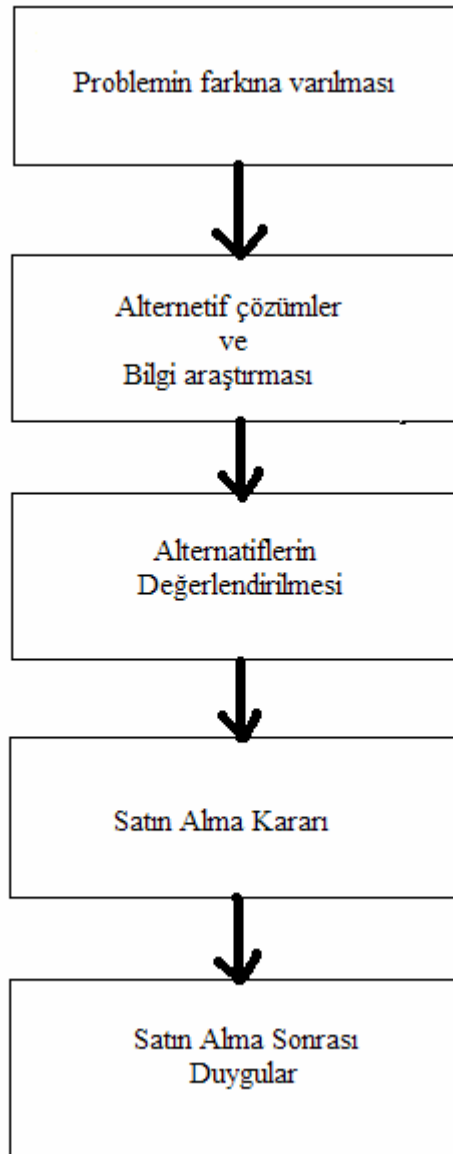 Problemin farkına varılması
Alternetif çözümler
ve
Bilgi araştırması
Alternatiflerin
Değerlendirilmesi
Satın Alma Kararı
Satın Alma Sonrası
Duygular